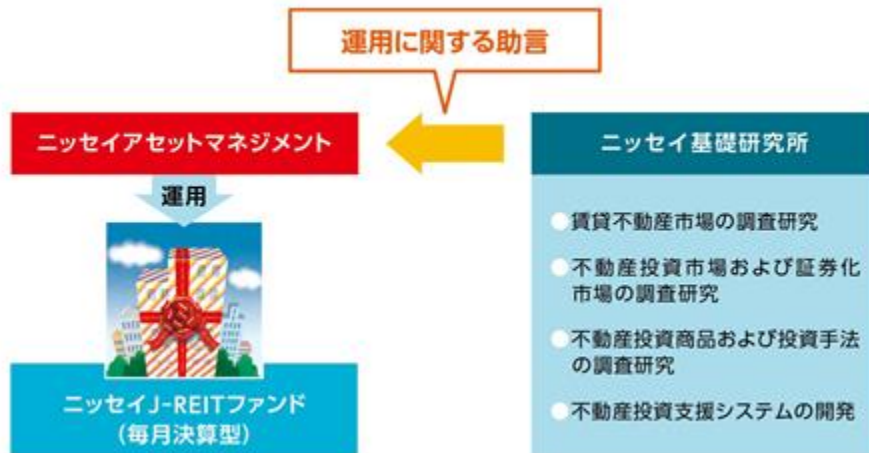 運用に関する助言
ニッセイアセットマネジメント
運用
ニッセイJ-REITファンド
(毎月決算型)
ニッセイ基礎研究所
賃貸不動産市場の調査研究
不動産投資市場および証券化
市場の調査研究
不動産投資商品および投資手法
の調査研究
不動産投資支援システムの開発